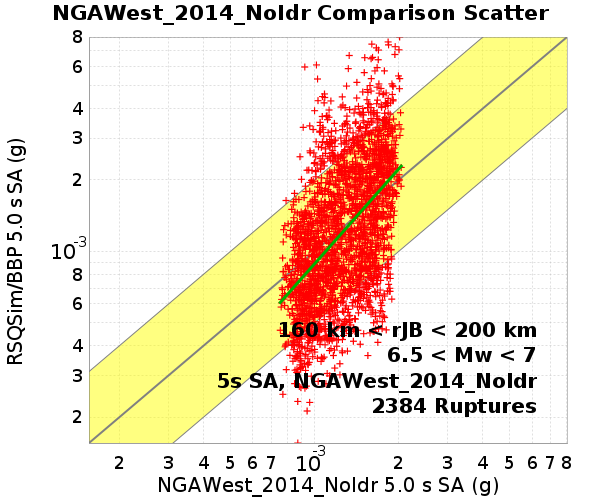 NGAWest_2014_NoIdr Comparison Scatter
8
6
4
3
2
10-3
8
6
4
3
2
RSQSim/BBP 5.0 s SA (g)
160 km < rJB < 200 km
6.5 < Mw < 7
5s SA, NGAWest_2014_NoIdr
2384 Ruptures
2 3 4 5 6 7 10-3 2 3 4 5 6 7 8
NGAWest_2014_NoIdr 5.0 s SA (g)